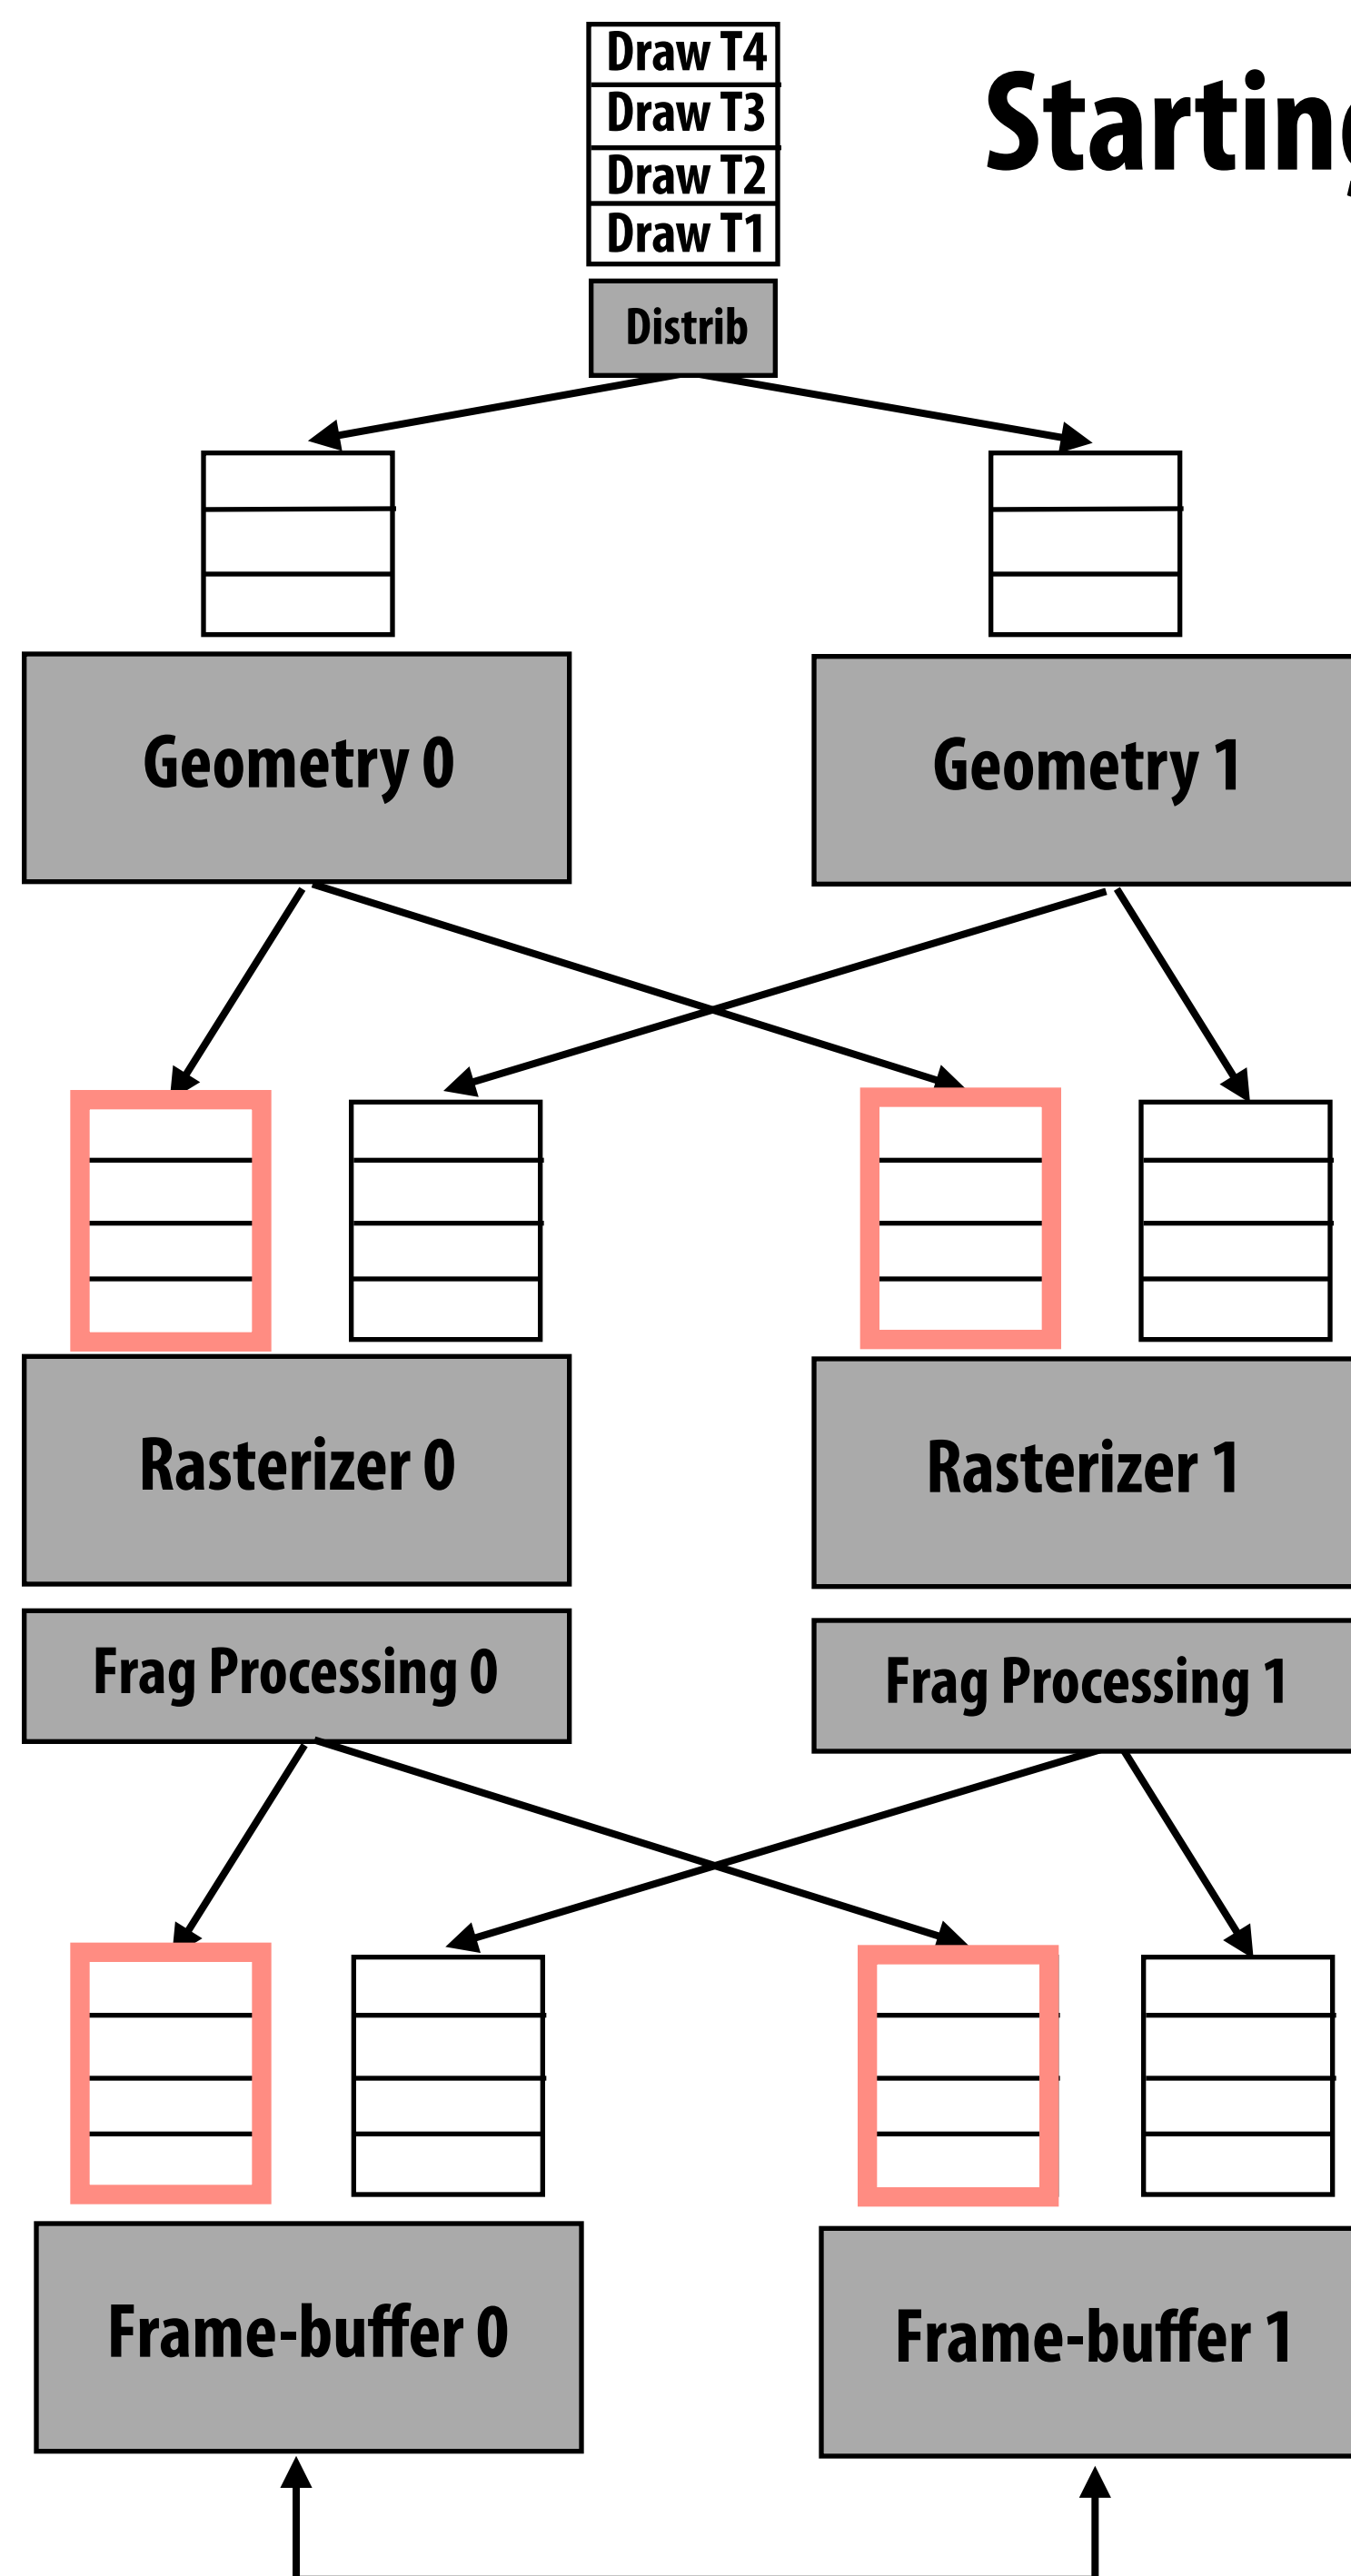 Draw T4
Starting
Draw T3
Draw T2
Draw T1
Distrib
Geometry 0
Geometry 1
Rasterizer 0
Rasterizer 1
Frag Processing 0
Frag Processing 1
Frame-buffer 0
Frame-buffer 1